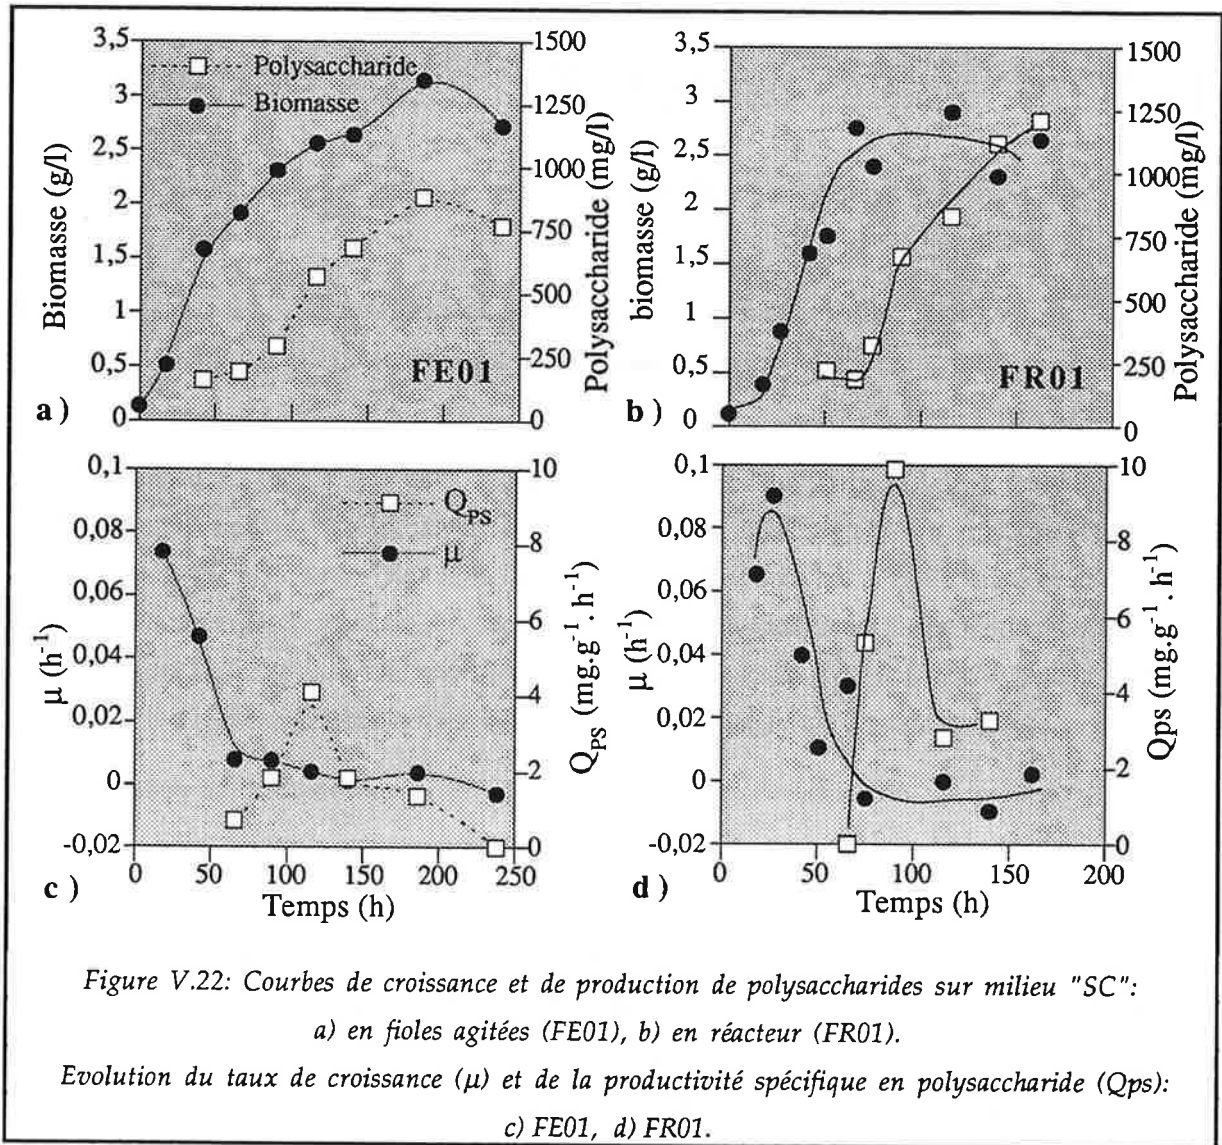 3,5
3
2,5
2
1,5
1
0,5
0
Biomasse (g/l)
Polysaccharide
Biomasse
FE01
a )
1500
1250
1000
750
500
250
0
Polysaccharide (mg/l)
3,5
3
2,5
2
1,5
1
0,5
0
biomasse (g/l)
FR01
b )
1500
1250
1000
750
500
250
0
Polysaccharide (mg/l)
0,1
0,08
0,06
0,04
0,02
0
-0,02
µ (h⁻¹)
Q_PS
µ
10
8
6
4
2
0
Q_PS (mg.g⁻¹. h⁻¹)
0 50 100 150 200 250
c )
Temps (h)
0,1
0,08
0,06
0,04
0,02
0
-0,02
µ (h⁻¹)
10
8
6
4
2
0
Qps (mg.g⁻¹. h⁻¹)
0 50 100 150 200
d )
Temps (h)
Figure V.22: Courbes de croissance et de production de polysaccharides sur milieu "SC":
a) en fioles agitées (FE01), b) en réacteur (FR01).
Evolution du taux de croissance (µ) et de la productivité spécifique en polysaccharide (Qps):
c) FE01, d) FR01.